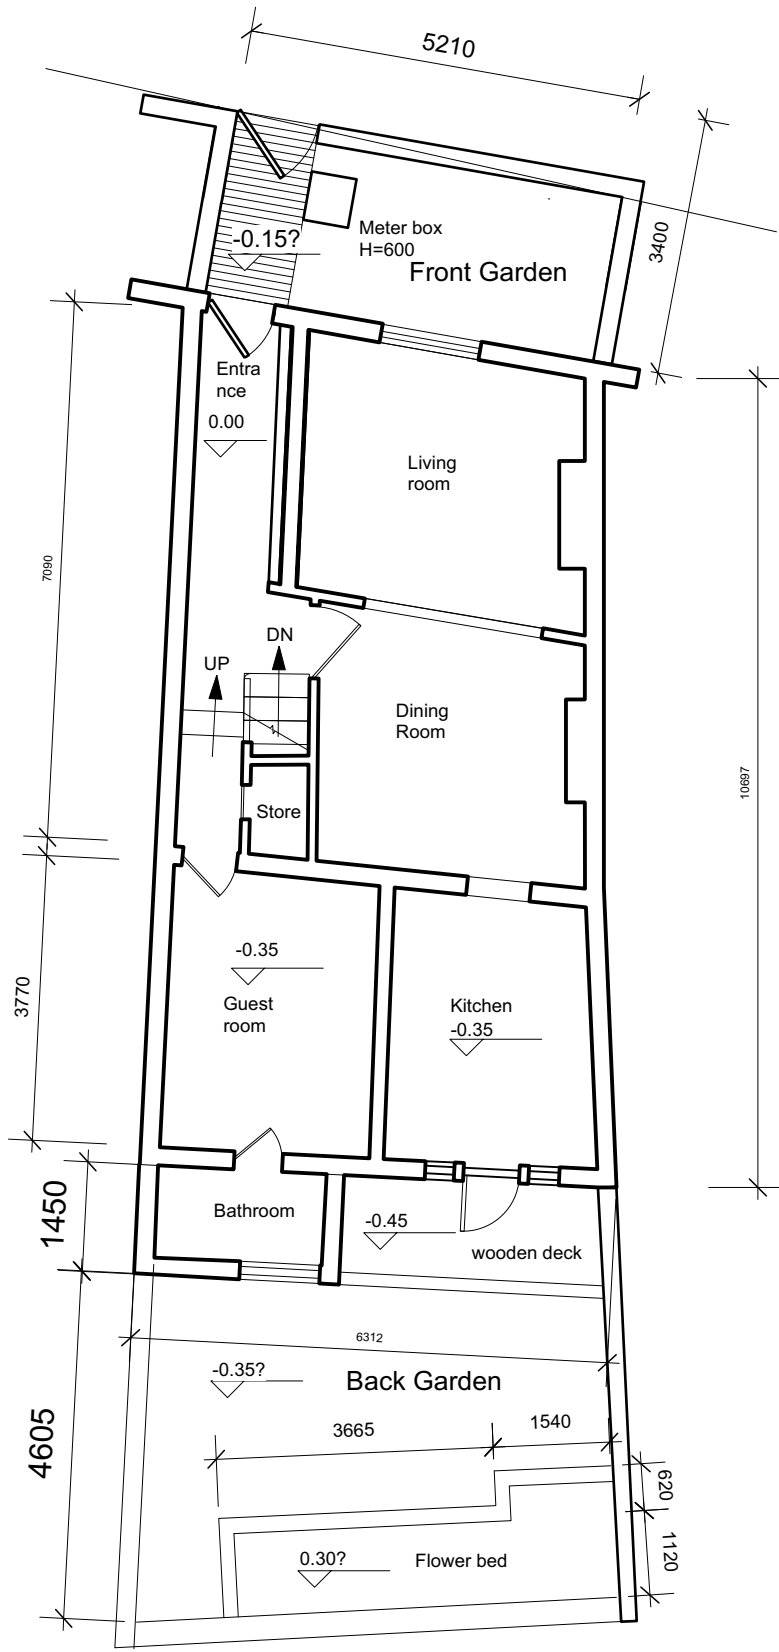 5210
3400
Meter box
H=600
-0.15?
Front Garden
Entra
nce
0.00
Living
room
7090
DN
UP
Dining
Room
10697
Store
-0.35
Guest
room
Kitchen
-0.35
3770
1450
Bathroom
-0.45
wooden deck
6312
-0.35?
Back Garden
4605
3665
1540
620
1120
0.30?
Flower bed